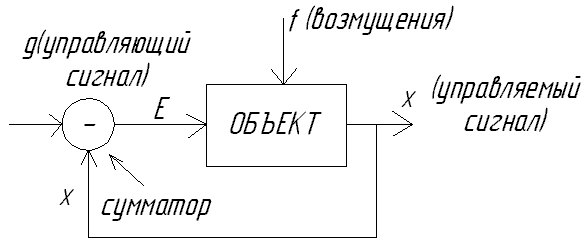 f (возмущения)
g(управляющий
сигнал)
-
E
ОБЪЕКТ
X
(управляемый
сигнал)
X
сумматор